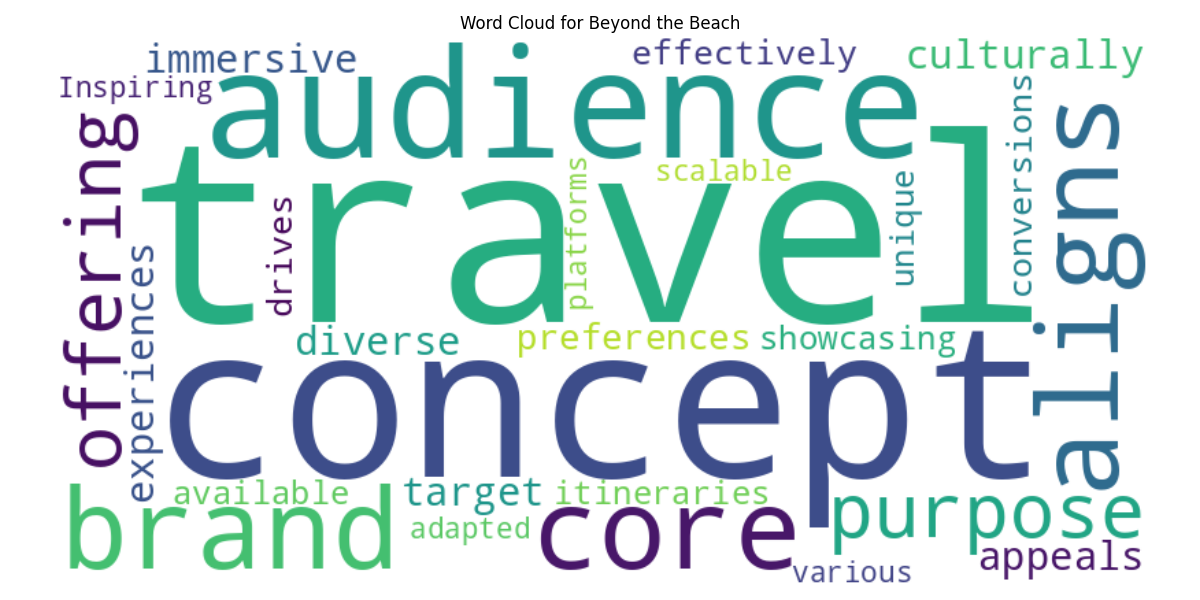 Word Cloud for Beyond the Beach
immersive
effectively
culturally
Inspiring
audience
conversions
offering
travel
scalable
platforms
unique
drives
aligns
experiences
diverse
preferences
showcasing
concept
available
target
itineraries
brand
adapted
core
purpose
appeals
various